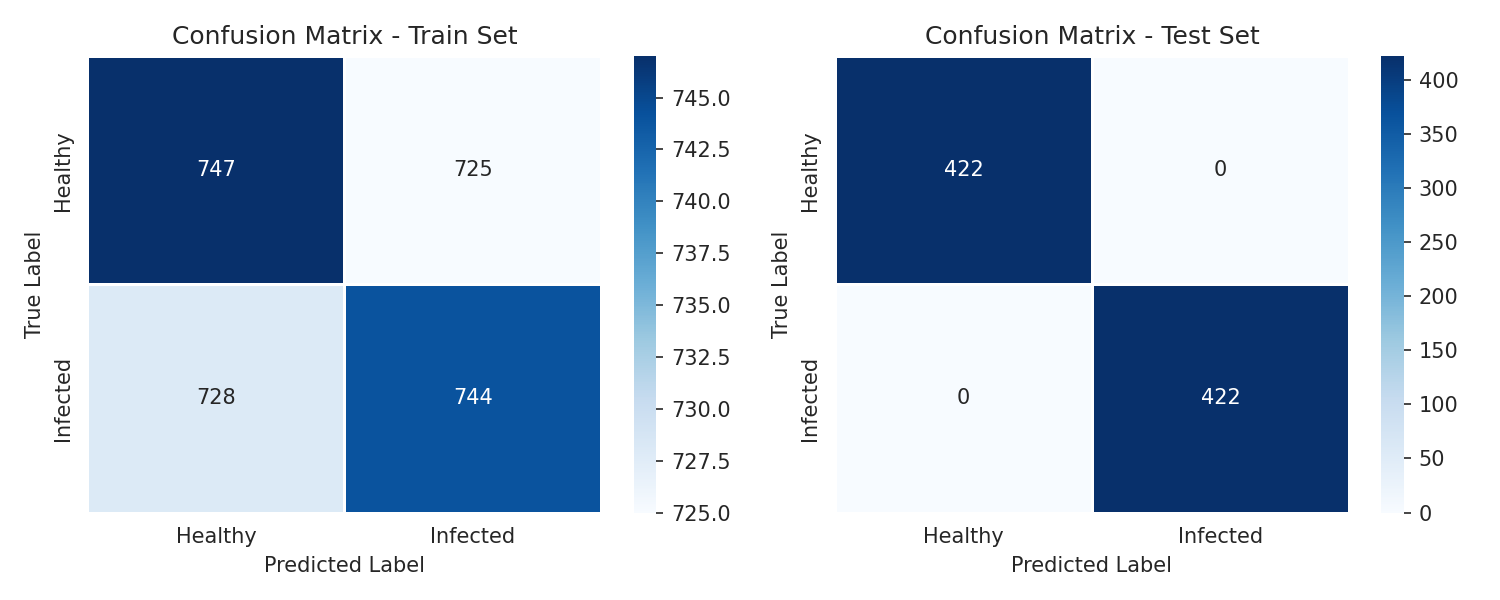 Confusion Matrix - Train Set
Healthy
Infected
True Label
747
725
728
744
Healthy
Infected
Predicted Label
745.0
742.5
740.0
737.5
735.0
732.5
730.0
727.5
725.0
Confusion Matrix - Test Set
Healthy
Infected
True Label
422
0
0
422
Healthy
Infected
Predicted Label
400
350
300
250
200
150
100
50
0